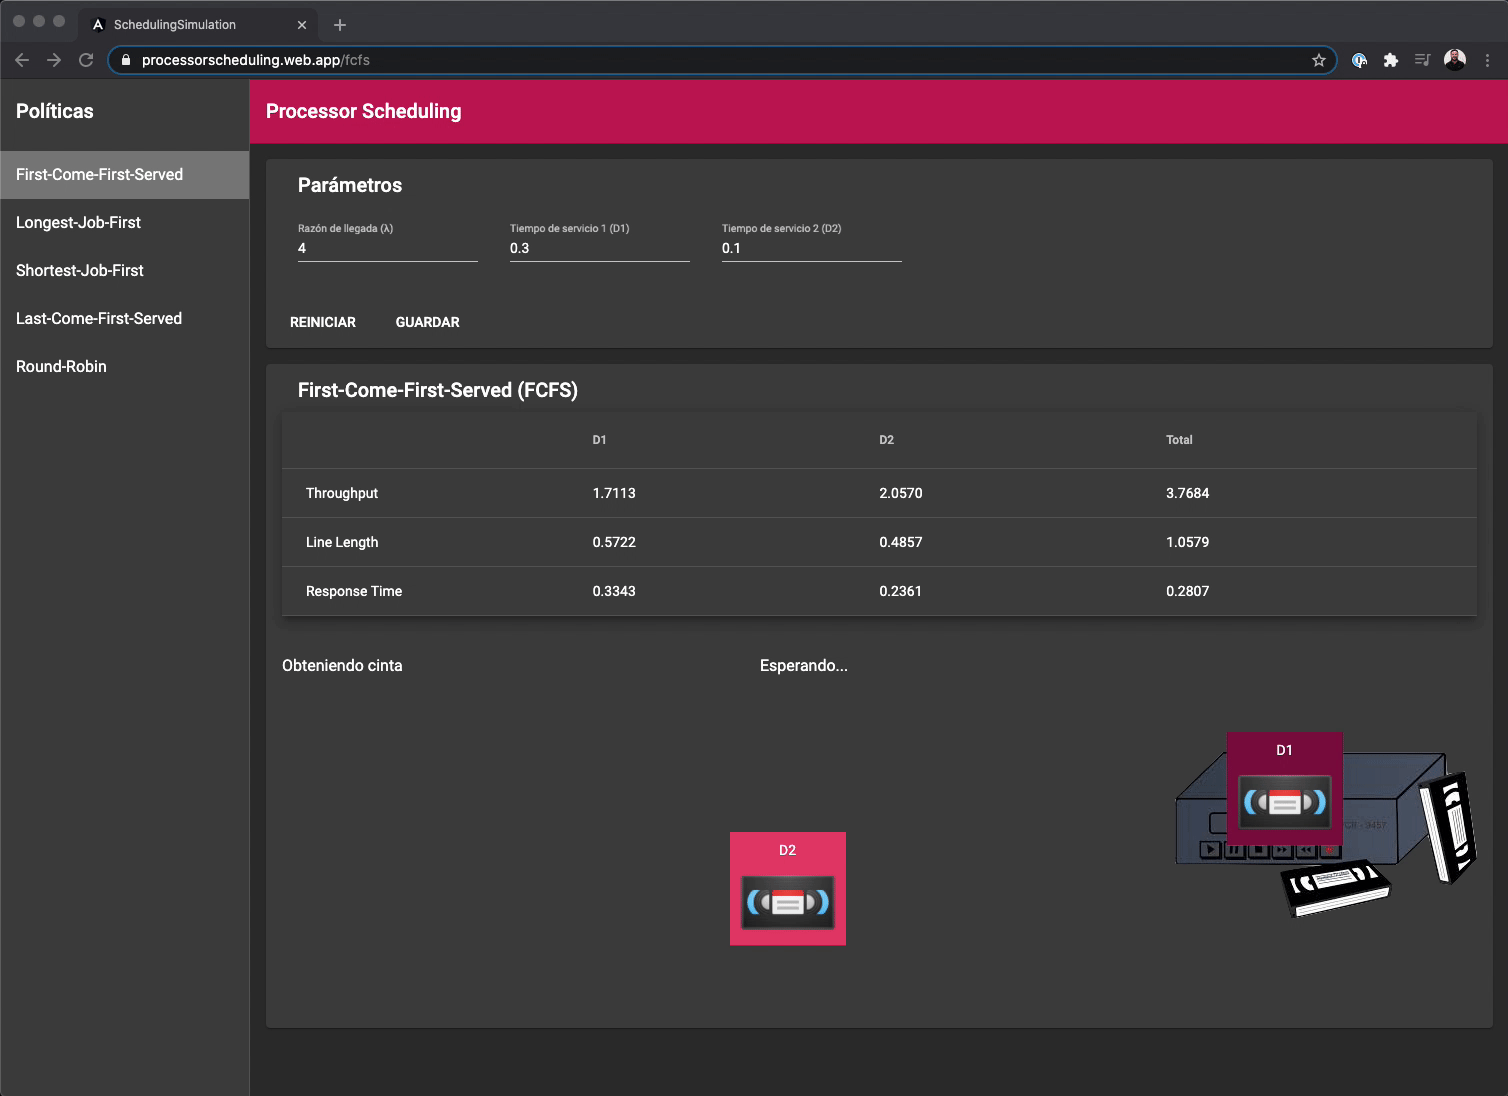 SchedulingSimulation
processorscheduling.web.app/fcfs
Políticas
Processor Scheduling
First-Come-First-Served
Longest-Job-First
Shortest-Job-First
Last-Come-First-Served
Round-Robin
Parámetros
Razón de llegada (λ)
Tiempo de servicio 1 (D1)
Tiempo de servicio 2 (D2)
4
0.3
0.1
REINICIAR
GUARDAR
First-Come-First-Served (FCFS)
D1
D2
Total
Throughput
1.7113
2.0570
3.7684
Line Length
0.5722
0.4857
1.0579
Response Time
0.3343
0.2361
0.2807
Obteniendo cinta
Esperando...
D1
D2